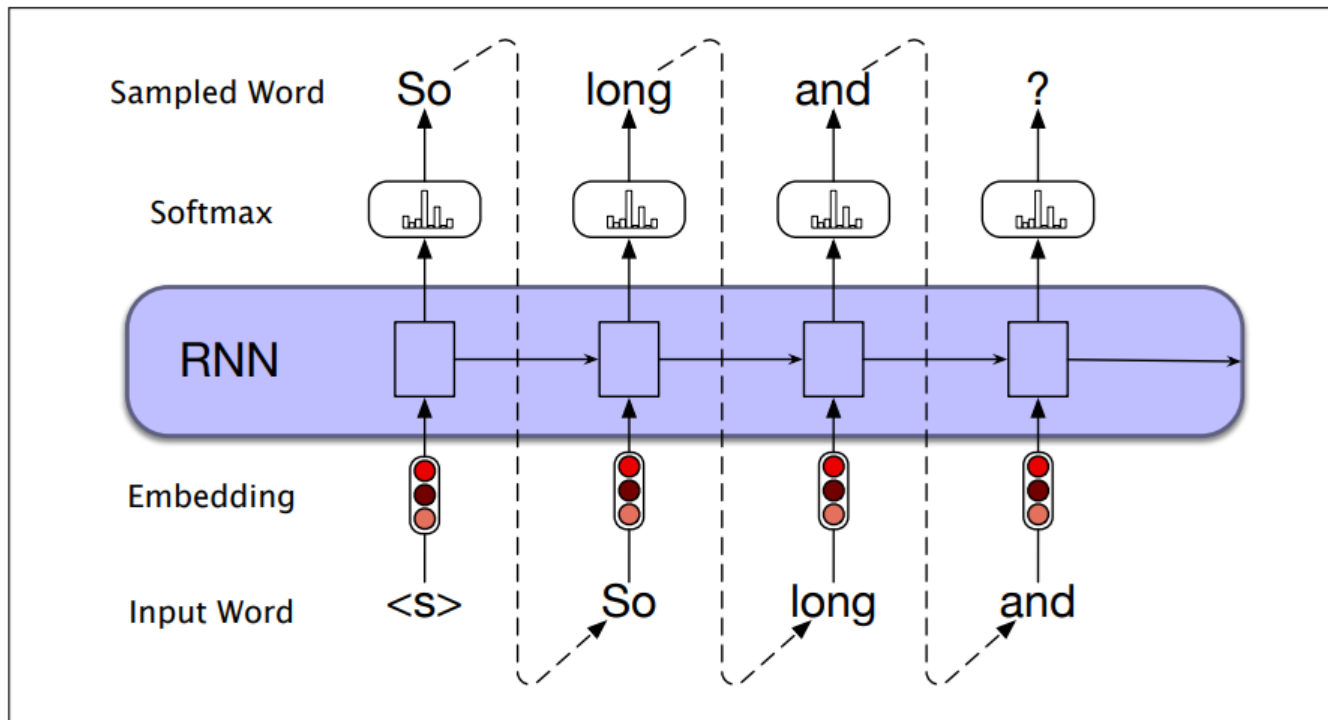 Sampled Word So long and ?
Softmax
RNN
Embedding
Input Word <s> So long and